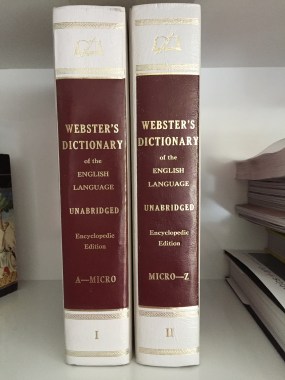 WEBSTER'S
DICTIONARY
of the
ENGLISH
LANGUAGE
UNABRIDGED
Encyclopedic
Edition
A—MICRO
I
WEBSTER'S
DICTIONARY
of the
ENGLISH
LANGUAGE
UNABRIDGED
Encyclopedic
Edition
MICRO—Z
II